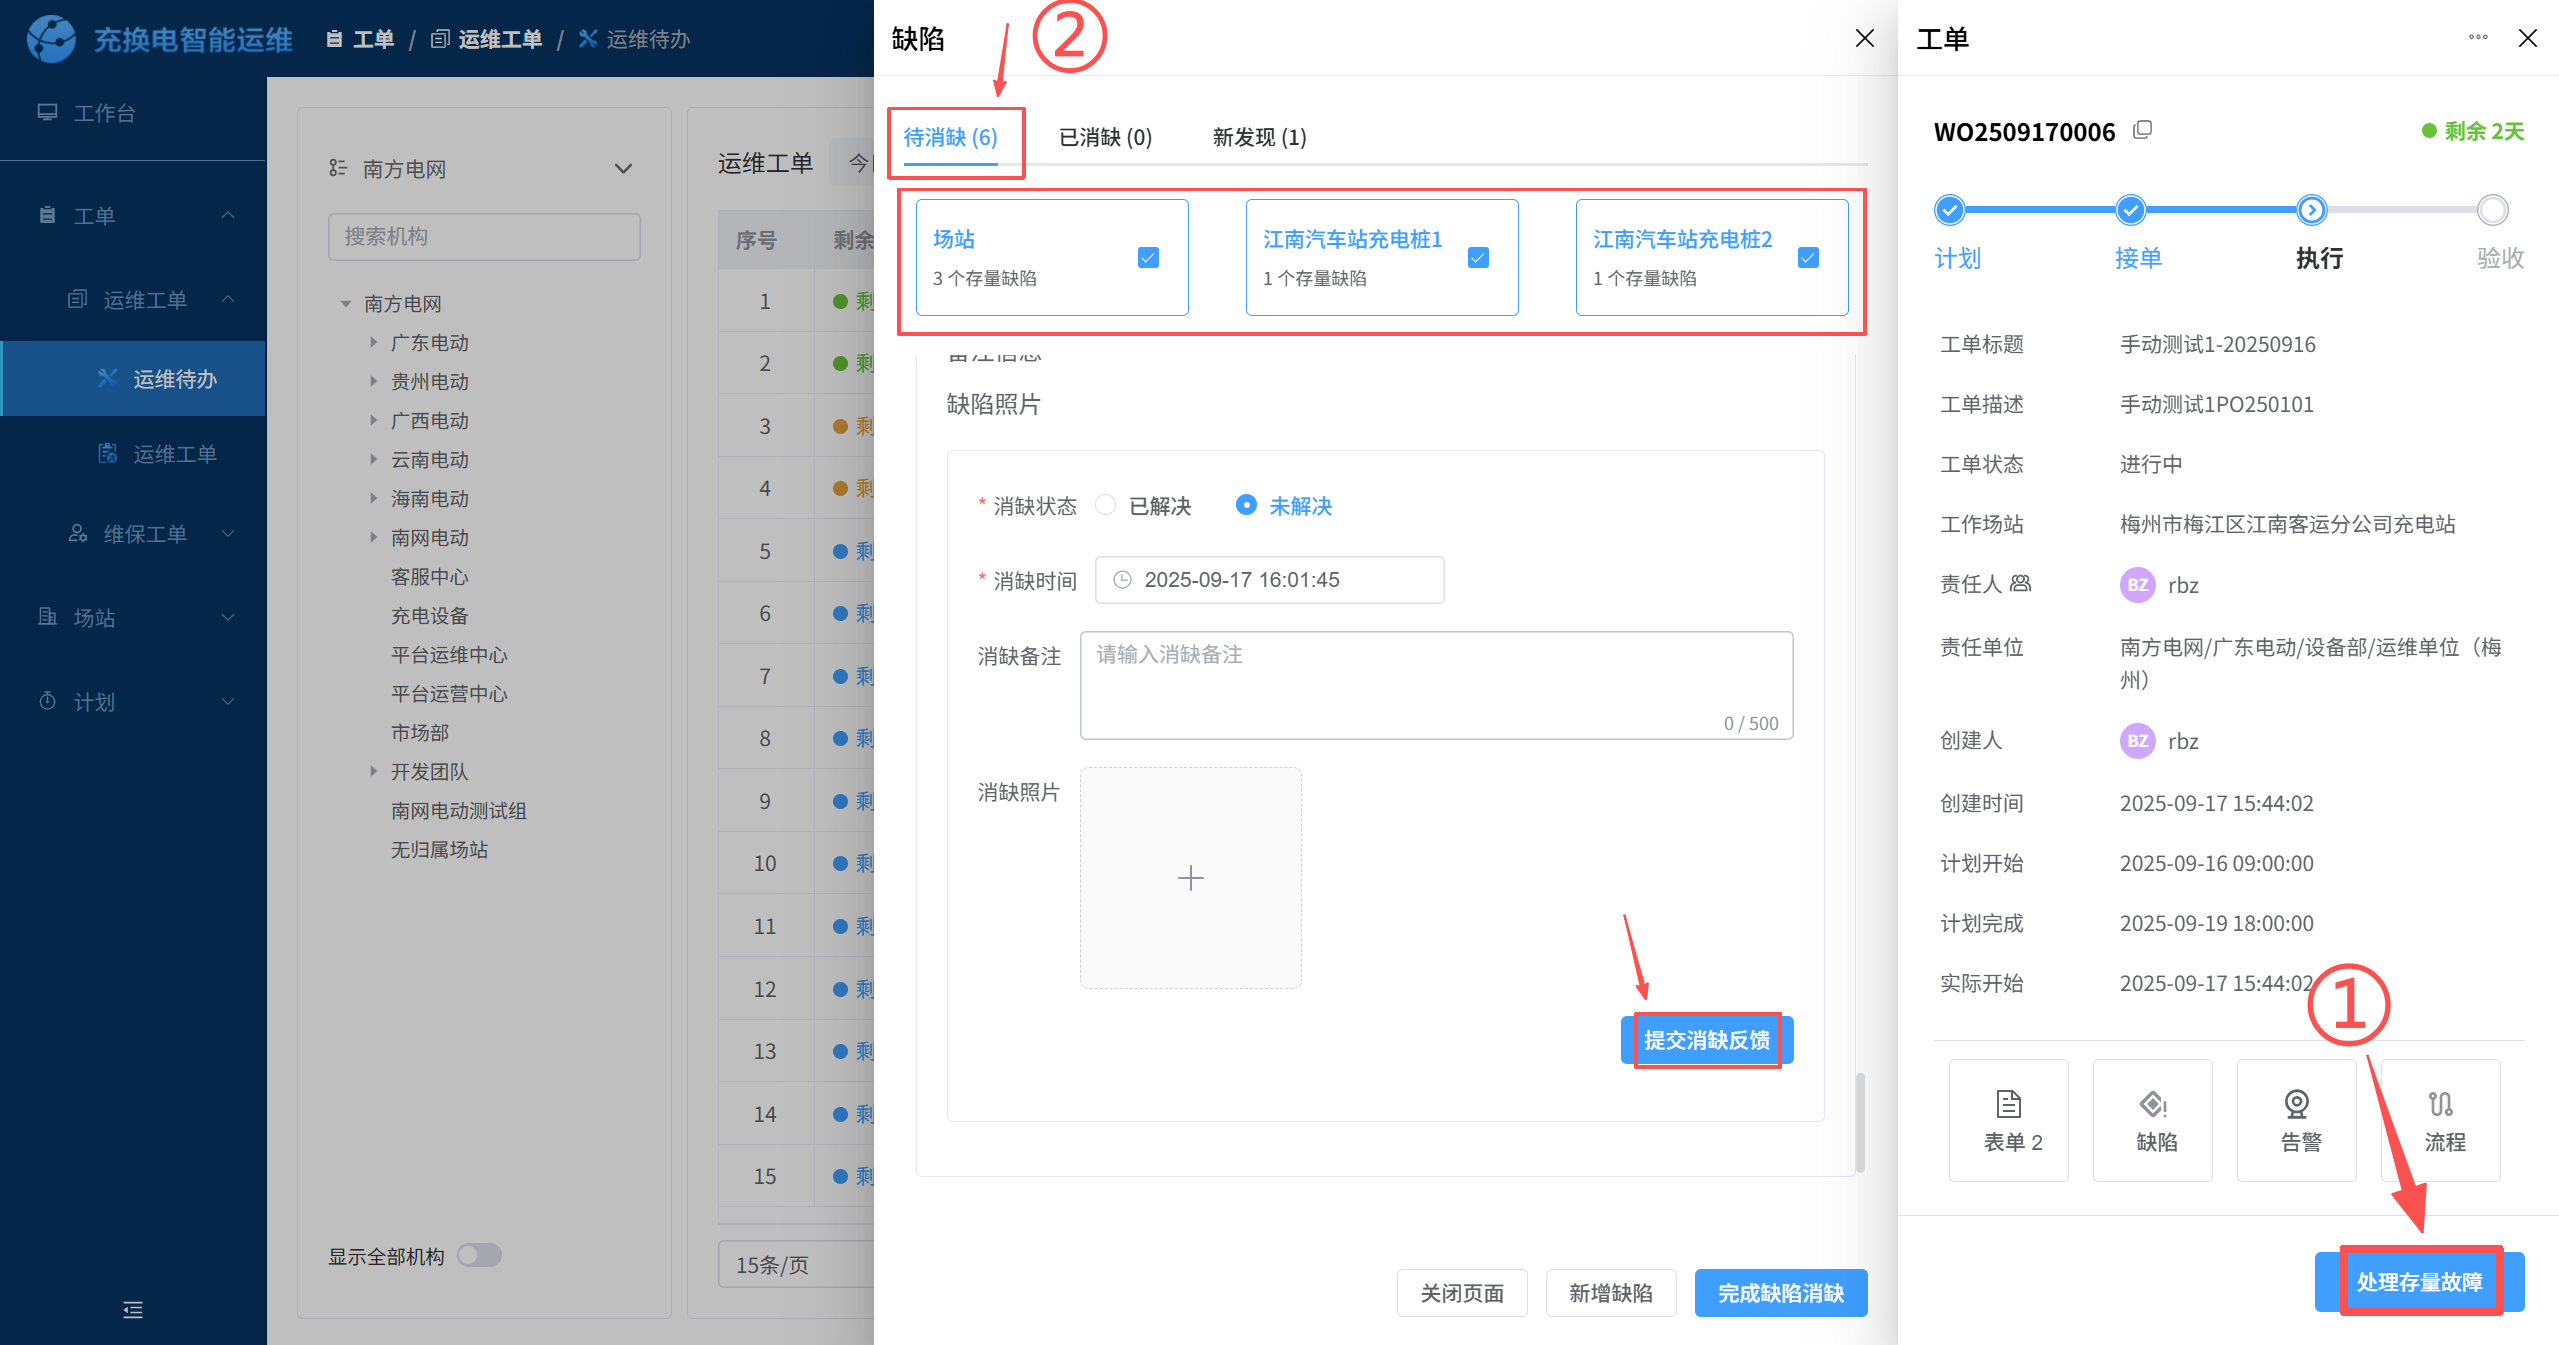 充换电智能运维
工单 / 运维工单 / 运维待办
工作台
工单
运维工单
运维待办
运维工单
维保工单
场站
计划
南方电网
搜索机构
南方电网
广东电动
贵州电动
广西电动
云南电动
海南电动
南网电动
客服中心
充电设备
平台运维中心
平台运营中心
市场部
开发团队
南网电动测试组
无归属场站
显示全部机构
运维工单 今
序号 剩余
1 剩
2 剩
3 剩
4 剩
5 剩
6 剩
7 剩
8 剩
9 剩
10 剩
11 剩
12 剩
13 剩
14 剩
15 剩
15条/页
缺陷
②
待消缺 (6) 已消缺 (0) 新发现 (1)
场站
3 个存量缺陷
江南汽车站充电桩1
1 个存量缺陷
江南汽车站充电桩2
1 个存量缺陷
备注信息
缺陷照片
* 消缺状态 已解决 未解决
* 消缺时间 2025-09-17 16:01:45
消缺备注 请输入消缺备注
0 / 500
消缺照片
提交消缺反馈
关闭页面 新增缺陷 完成缺陷消缺
工单
WO2509170006 剩余 2天
计划 接单 执行 验收
工单标题 手动测试1-20250916
工单描述 手动测试1PO250101
工单状态 进行中
工作场站 梅州市梅江区江南客运分公司充电站
责任人 BZ rbz
责任单位 南方电网/广东电动/设备部/运维单位（梅
州）
创建人 BZ rbz
创建时间 2025-09-17 15:44:02
计划开始 2025-09-16 09:00:00
计划完成 2025-09-19 18:00:00
实际开始 2025-09-17 15:44:02
①
表单 2 缺陷 告警 流程
处理存量故障